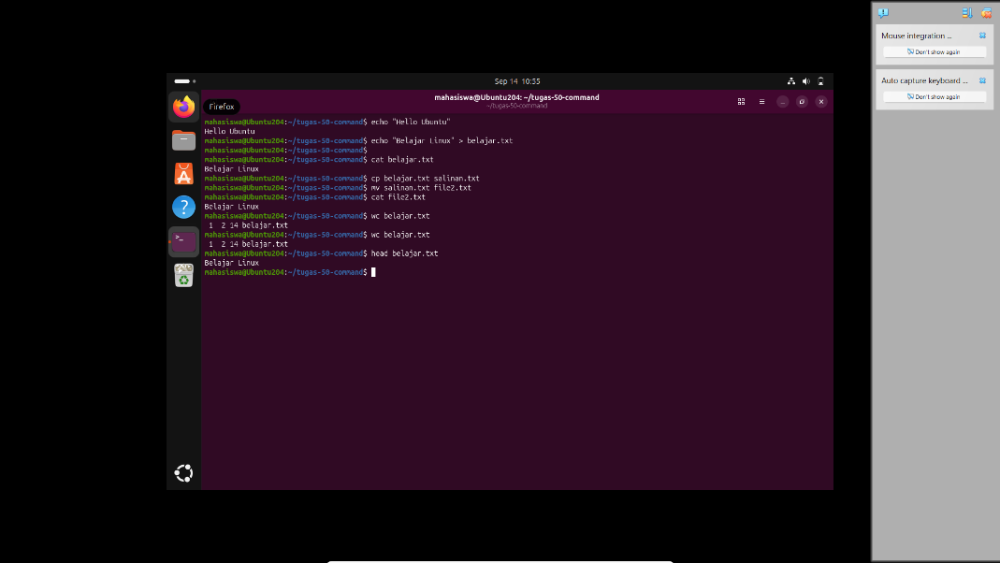 Sep 14 10:55
Firefox
mahasiswa@Ubuntu204: ~/tugas-50-command
~/tugas-50-command
mahasiswa@Ubuntu204:~/tugas-50-command$ echo "Hello Ubuntu"
Hello Ubuntu
mahasiswa@Ubuntu204:~/tugas-50-command$ echo "Belajar Linux" > belajar.txt
mahasiswa@Ubuntu204:~/tugas-50-command$
mahasiswa@Ubuntu204:~/tugas-50-command$ cat belajar.txt
Belajar Linux
mahasiswa@Ubuntu204:~/tugas-50-command$ cp belajar.txt salinan.txt
mahasiswa@Ubuntu204:~/tugas-50-command$ mv salinan.txt file2.txt
mahasiswa@Ubuntu204:~/tugas-50-command$ cat file2.txt
Belajar Linux
mahasiswa@Ubuntu204:~/tugas-50-command$ wc belajar.txt
1 2 14 belajar.txt
mahasiswa@Ubuntu204:~/tugas-50-command$ wc belajar.txt
1 2 14 belajar.txt
mahasiswa@Ubuntu204:~/tugas-50-command$ head belajar.txt
Belajar Linux
mahasiswa@Ubuntu204:~/tugas-50-command$
Mouse integration ...
Don't show again
Auto capture keyboard ...
Don't show again